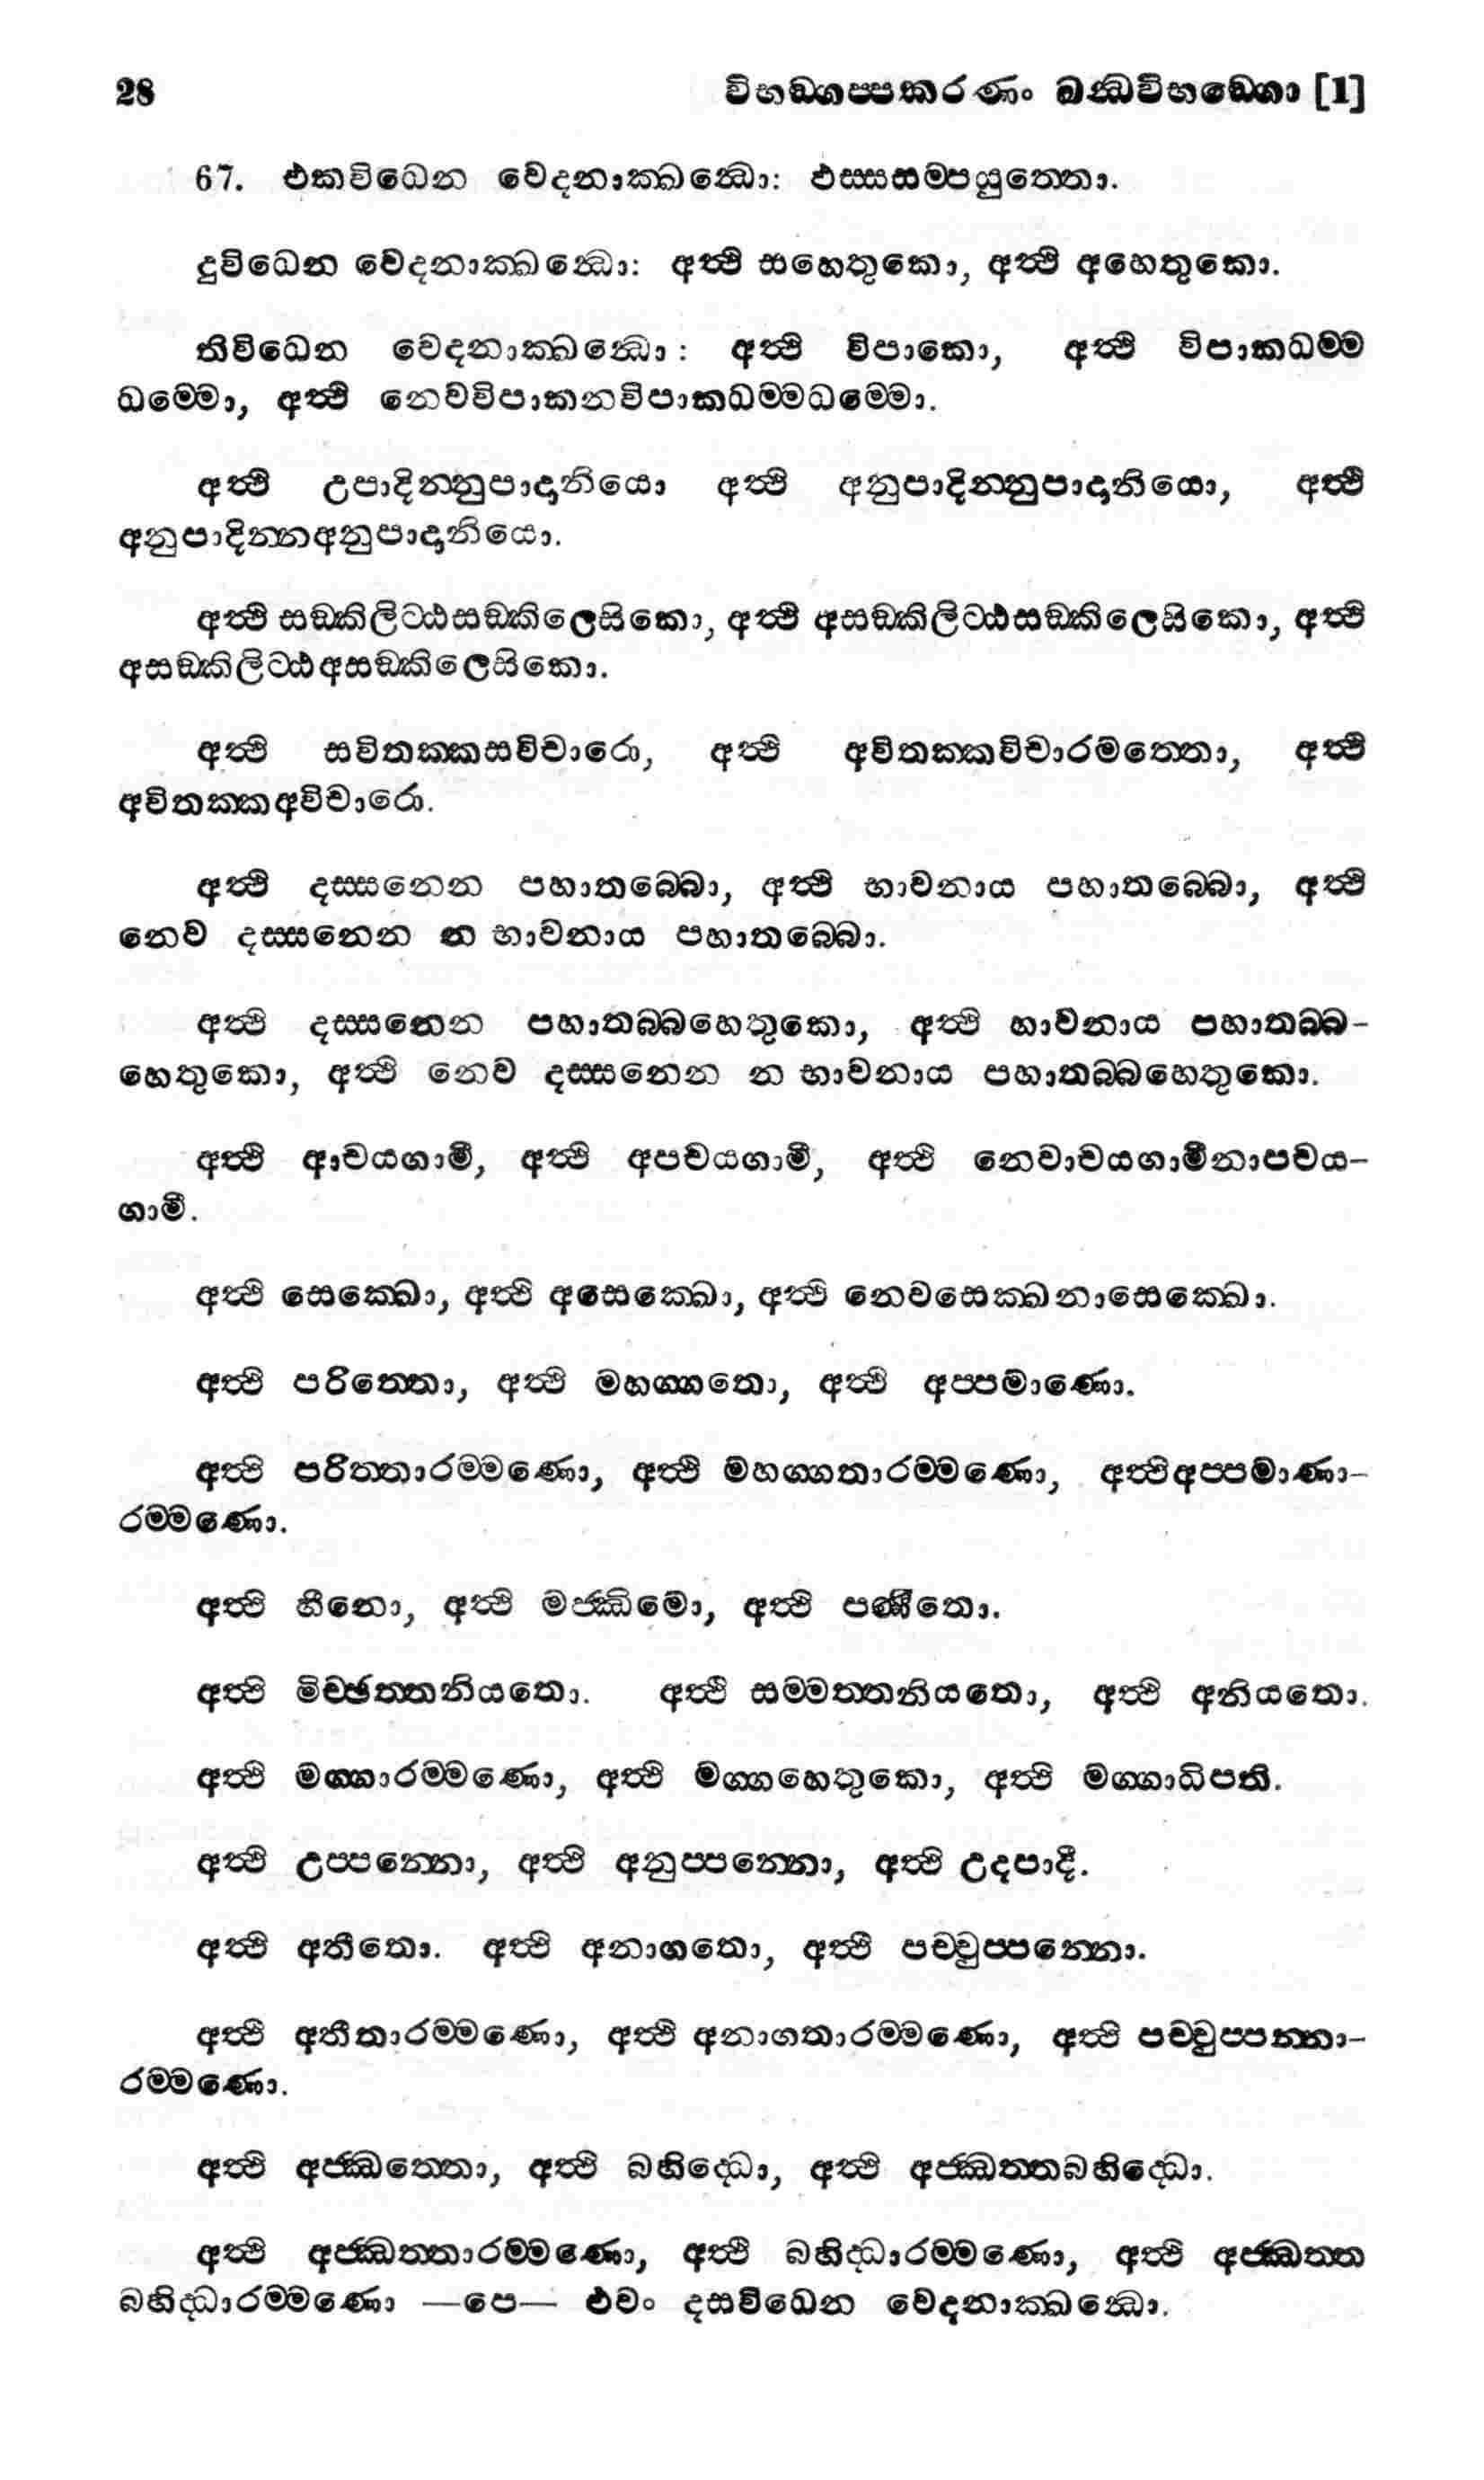 28 විභඞ්ගප්පකරණං ඛන්ධවිභඞ්ගො [1]
67. එකවිධෙන වෙදනාක්ඛන්ධො: ඵස්සසම්පයුත්තො.
දුවිධෙන වෙදනාක්ඛන්ධො: අත්ථි සහෙතුකො, අත්ථි අහෙතුකො.
තිවිධෙන වෙදනාක්ඛන්ධො: අත්ථි විපාකො, අත්ථි විපාකධම්ම
ධම්මො, අත්ථි නෙවවිපාකනවිපාකධම්මධම්මො.
අත්ථි උපාදින්නුපාදානියො අත්ථි අනුපාදින්නුපාදානියො, අත්ථි
අනුපාදින්නඅනුපාදානියො.
අත්ථි සඞ්කිලිට්ඨසඞ්කිලෙසිකො, අත්ථි අසඞ්කිලිට්ඨසඞ්කිලෙසිකො, අත්ථි
අසඞ්කිලිට්ඨඅසඞ්කිලෙසිකො.
අත්ථි සවිතක්කසවිචාරො, අත්ථි අවිතක්කවිචාරමත්තො, අත්ථි
අවිතක්කඅවිචාරො.
අත්ථි දස්සනෙන පහාතබ්බො, අත්ථි භාවනාය පහාතබ්බො, අත්ථි
නෙව දස්සනෙන න භාවනාය පහාතබ්බො.
අත්ථි දස්සනෙන පහාතබ්බහෙතුකො, අත්ථි භාවනාය පහාතබ්බ-
හෙතුකො, අත්ථි නෙව දස්සනෙන න භාවනාය පහාතබ්බහෙතුකො.
අත්ථි ආචයගාමී, අත්ථි අපචයගාමී, අත්ථි නෙවාචයගාමීනාපචය-
ගාමී.
අත්ථි සෙක්ඛො, අත්ථි අසෙක්ඛො, අත්ථි නෙවසෙක්ඛනාසෙක්ඛො.
අත්ථි පරිත්තො, අත්ථි මහග්ගතො, අත්ථි අප්පමාණො.
අත්ථි පරිත්තාරම්මණො, අත්ථි මහග්ගතාරම්මණො, අත්ථිඅප්පමාණා-
රම්මණො.
අත්ථි හීනො, අත්ථි මජ්ඣිමො, අත්ථි පණීතො.
අත්ථි මිච්ඡත්තනියතො. අත්ථි සම්මත්තනියතො, අත්ථි අනියතො.
අත්ථි මග්ගාරම්මණො, අත්ථි මග්ගහෙතුකො, අත්ථි මග්ගාධිපති.
අත්ථි උප්පන්නො, අත්ථි අනුප්පන්නො, අත්ථි උදපාදී.
අත්ථි අතීතො. අත්ථි අනාගතො, අත්ථි පච්චුප්පන්නො.
අත්ථි අතීතාරම්මණො, අත්ථි අනාගතාරම්මණො, අත්ථි පච්චුප්පන්නා-
රම්මණො.
අත්ථි අජ්ඣත්තො, අත්ථි බහිද්ධො, අත්ථි අජ්ඣත්තබහිද්ධො.
අත්ථි අජ්ඣත්තාරම්මණො, අත්ථි බහිද්ධාරම්මණො, අත්ථි අජ්ඣත්ත
බහිද්ධාරම්මණො —පෙ— එවං දසවිධෙන වෙදනාක්ඛන්ධො.